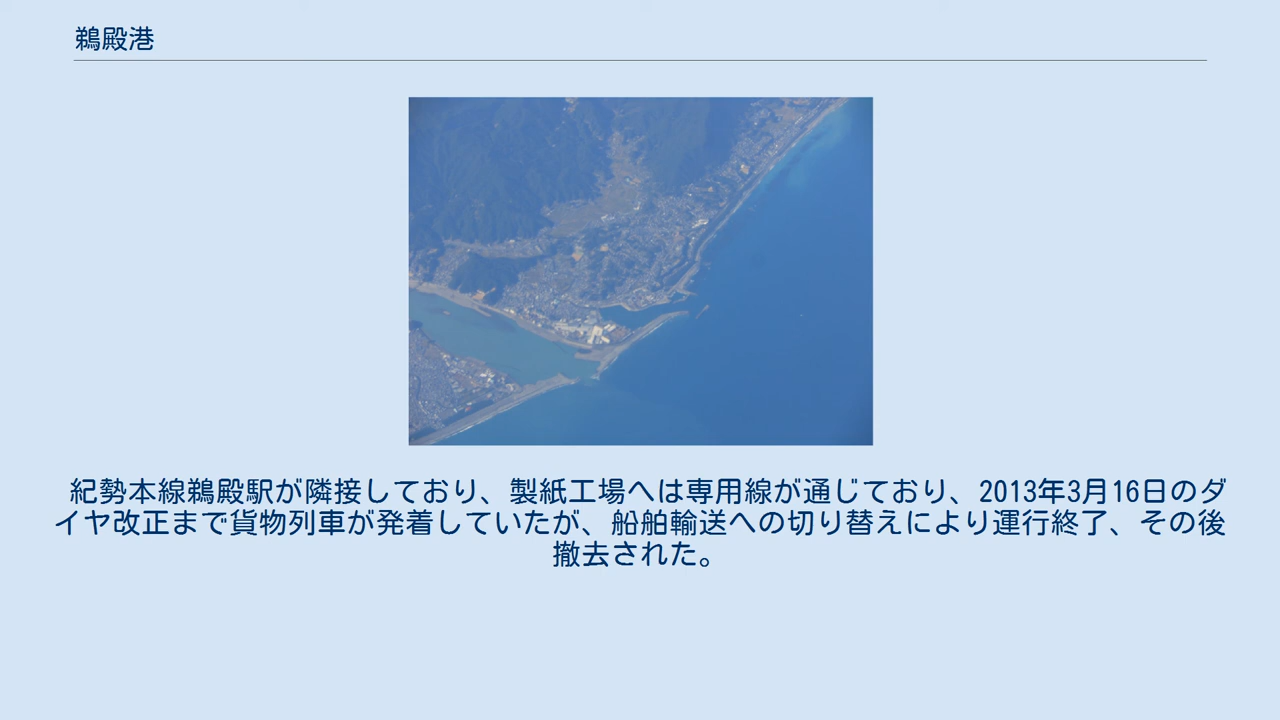 鵜殿港
紀勢本線鵜殿駅が隣接しており、製紙工場へは専用線が通じており、2013年3月16日のダ
イヤ改正まで貨物列車が発着していたが、船舶輸送への切り替えにより運行終了、その後
撤去された。